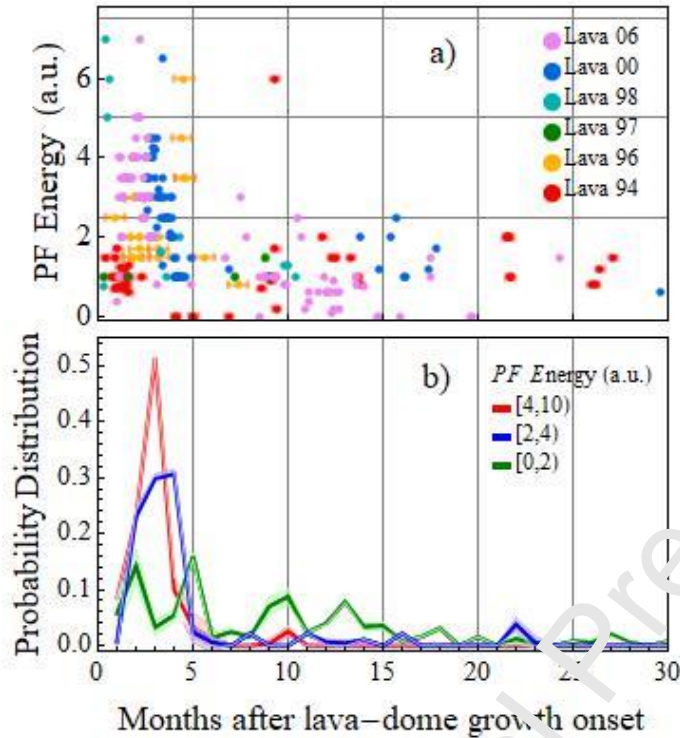 a)
Lava 06
Lava 00
Lava 98
Lava 97
Lava 96
Lava 94
PF Energy (a.u.)
6
4
2
0
b)
PF Energy (a.u.)
[4,10)
[2,4)
[0,2)
Probability Distribution
0.5
0.4
0.3
0.2
0.1
0.0
0 10 20 30
Months after lava-dome growth onset
Pre